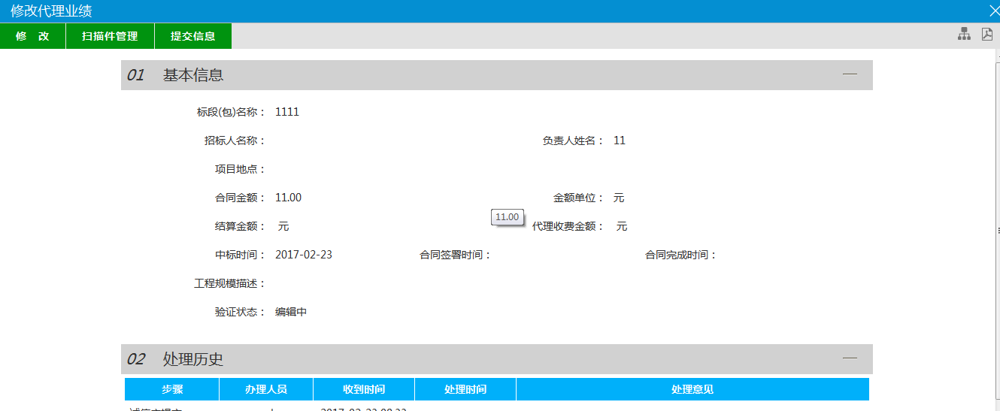 修改代理业绩
修 改 扫描件管理 提交信息
01 基本信息
标段(包)名称： 1111
招标人名称： 负责人姓名： 11
项目地点：
合同金额： 11.00 金额单位： 元
11.00
结算金额： 元 代理收费金额： 元
中标时间： 2017-02-23 合同签署时间： 合同完成时间：
工程规模描述：
验证状态： 编辑中
02 处理历史
步骤 办理人员 收到时间 处理时间 处理意见